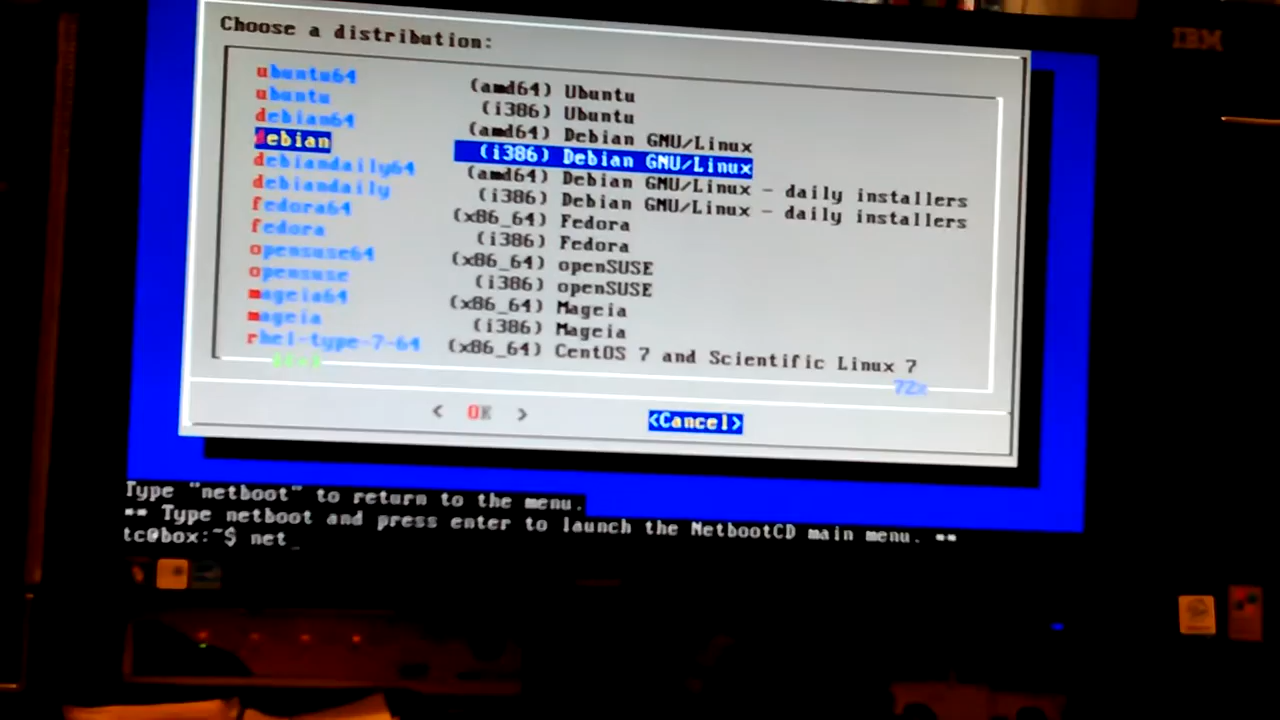 Choose a distribution:
IBM
ubuntu64 (amd64) Ubuntu
ubuntu (i386) Ubuntu
debian64 (amd64) Debian GNU/Linux
debian (i386) Debian GNU/Linux
debiandaily64 (amd64) Debian GNU/Linux - daily installers
debiandaily (i386) Debian GNU/Linux - daily installers
fedora64 (x86_64) Fedora
fedora (i386) Fedora
opensuse64 (x86_64) openSUSE
opensuse (i386) openSUSE
mageia64 (x86_64) Mageia
mageia (i386) Mageia
rhel-type-7-64 (x86_64) CentOS 7 and Scientific Linux 7
72%
< OK > <Cancel>
Type "netboot" to return to the menu.
** Type netboot and press enter to launch the NetbootCD main menu. **
tc@box:~$ net_